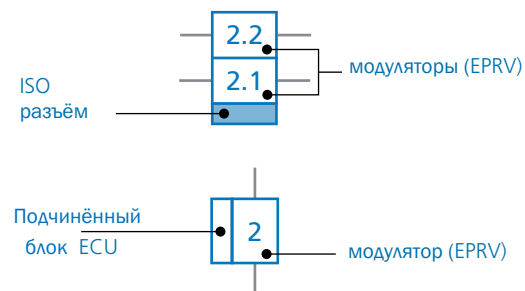 2.2
модуляторы (EPRV)
2.1
ISO
разъём
Подчинённый
блок ECU
2
модулятор (EPRV)